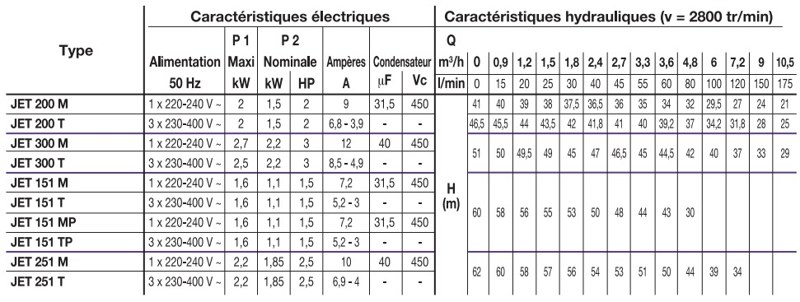 Caractéristiques électriques Caractéristiques hydrauliques (v = 2800 tr/min)
Type Alimentation 50 Hz P 1 Maxi kW P 2 Nominale kW HP Ampères A Condensateur µF Vc Q
m³/h 0 0,9 1,2 1,5 1,8 2,4 2,7 3,3 3,6 4,8 6 7,2 9 10,5
l/min 0 15 20 25 30 40 45 55 60 80 100 120 150 175
JET 200 M 1 x 220-240 V ~ 2 1,5 2 9 31,5 450 41 40 39 38 37,5 36,5 36 35 34 32 29,5 27 24 21
JET 200 T 3 x 230-400 V ~ 2 1,5 2 6,8 - 3,9 - - 46,5 45,5 44 43,5 42 41,8 41 40 39,2 37 34,2 31,8 28 25
JET 300 M 1 x 220-240 V ~ 2,7 2,2 3 12 40 450
JET 300 T 3 x 230-400 V ~ 2,5 2,2 3 8,5 - 4,9 - -
51 50 49,5 49 45 47 46,5 45 44,5 42 40 37 33 29
JET 151 M 1 x 220-240 V ~ 1,6 1,1 1,5 7,2 31,5 450
H
(m)
JET 151 T 3 x 230-400 V ~ 1,6 1,1 1,5 5,2 - 3 - -
JET 151 MP 1 x 220-240 V ~ 1,6 1,1 1,5 7,2 31,5 450
JET 151 TP 3 x 230-400 V ~ 1,6 1,1 1,5 5,2 - 3 - -
60 58 56 55 53 50 48 44 43 30
JET 251 M 1 x 220-240 V ~ 2,2 1,85 2,5 10 40 450
JET 251 T 3 x 230-400 V ~ 2,2 1,85 2,5 6,9 - 4 - -
62 60 58 57 56 54 53 51 50 44 39 34